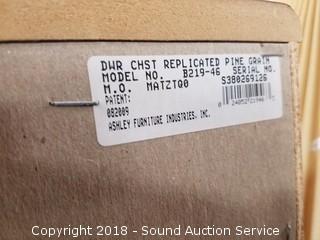 DWR CHST REPLICATED PINE GRAIN
MODEL NO. B219-46 SERIAL NO.
M.O. MATZTQ0 S380269126
PATENT:
082009
ASHLEY FURNITURE INDUSTRIES, INC.
Copyright 2018 - Sound Auction Service